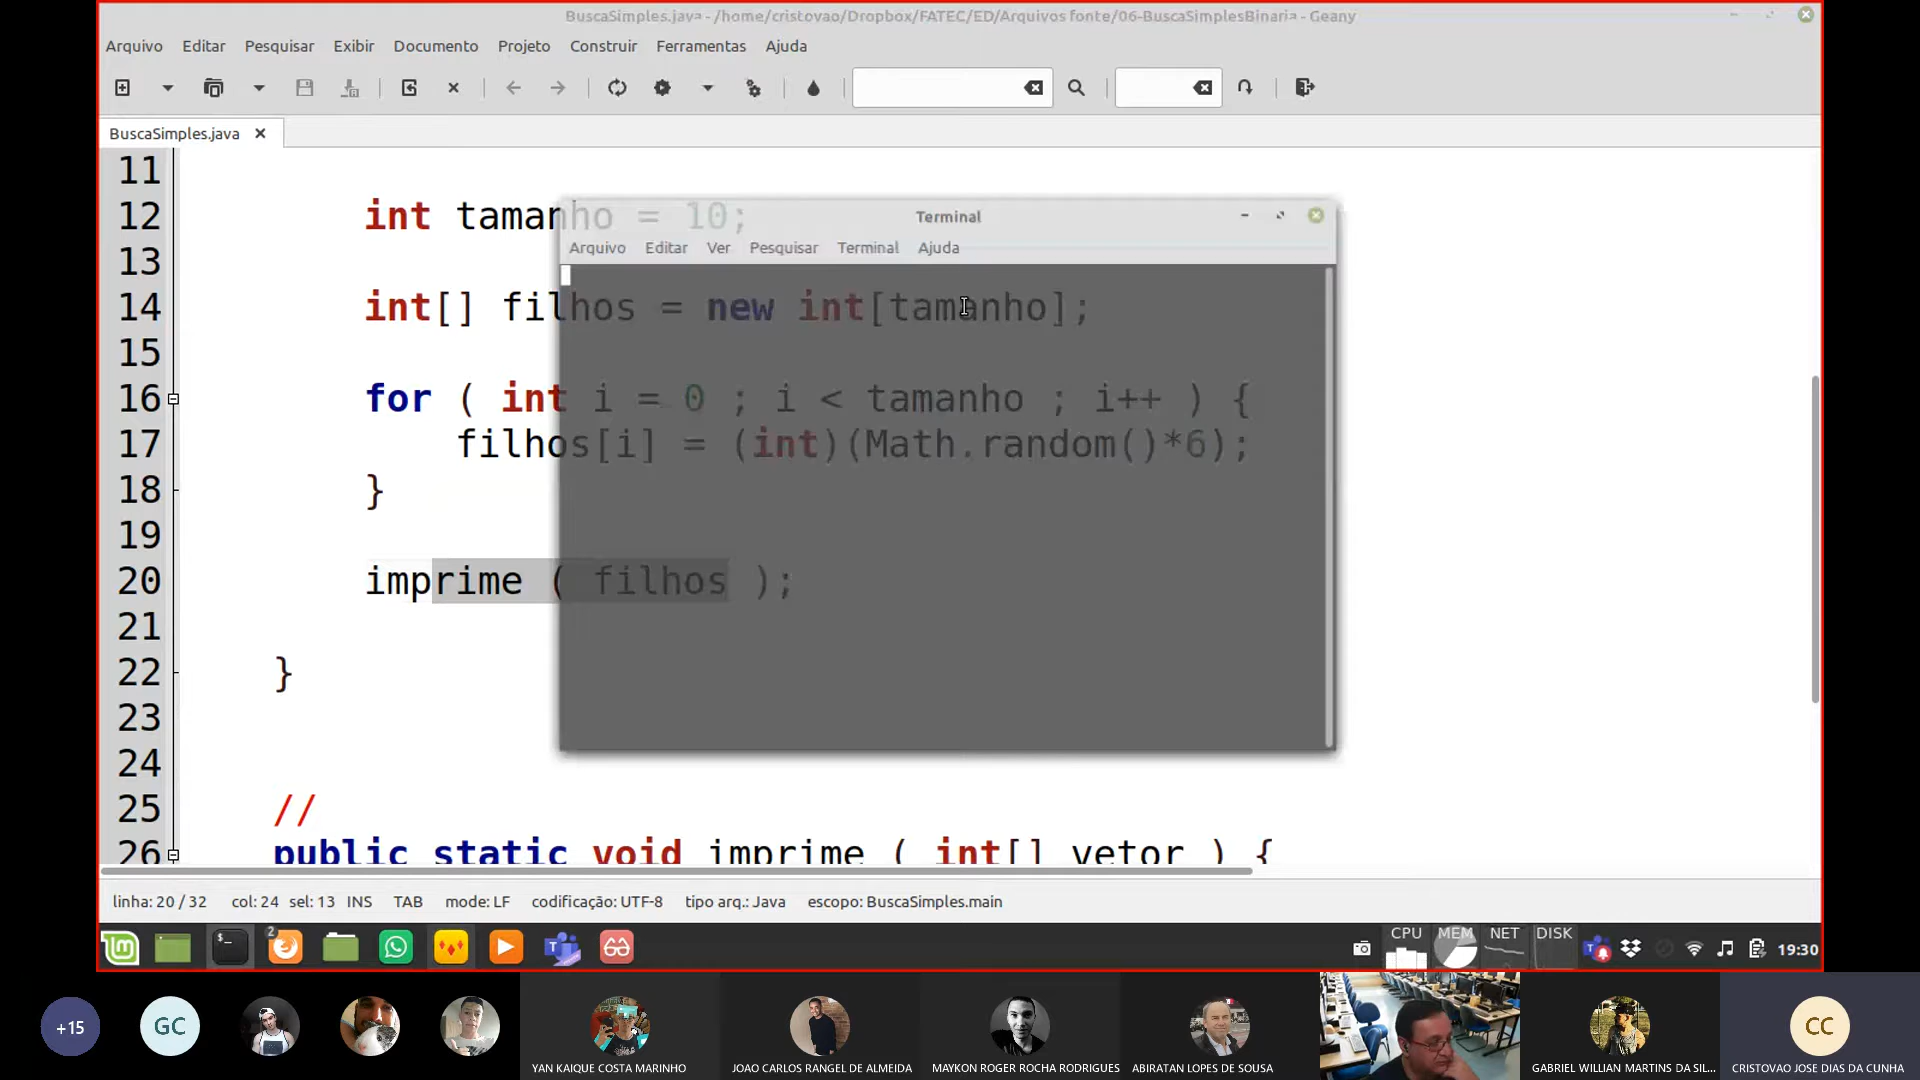 BuscaSimples.java - /home/cristovao/Dropbox/FATEC/ED/Arquivos fonte/06-BuscaSimplesBinaria - Geany
Arquivo Editar Pesquisar Exibir Documento Projeto Construir Ferramentas Ajuda
BuscaSimples.java
11
12 int tamanho = 10;
Terminal
Arquivo Editar Ver Pesquisar Terminal Ajuda
13
14 int[] filhos = new int[tamanho];
15
16 for ( int i = 0 ; i < tamanho ; i++ ) {
17 filhos[i] = (int)(Math.random()*6);
18 }
19
20 imprime ( filhos );
21
22 }
23
24
25 //
26 public static void imprime ( int[] vetor ) {
linha: 20 / 32 col: 24 sel: 13 INS TAB mode: LF codificação: UTF-8 tipo arq.: Java escopo: BuscaSimples.main
2
CPU MEM NET DISK
19:30
+15
GC
CC
YAN KAIQUE COSTA MARINHO
JOAO CARLOS RANGEL DE ALMEIDA
MAYKON ROGER ROCHA RODRIGUES
ABIRATAN LOPES DE SOUSA
GABRIEL WILLIAN MARTINS DA SIL...
CRISTOVAO JOSE DIAS DA CUNHA